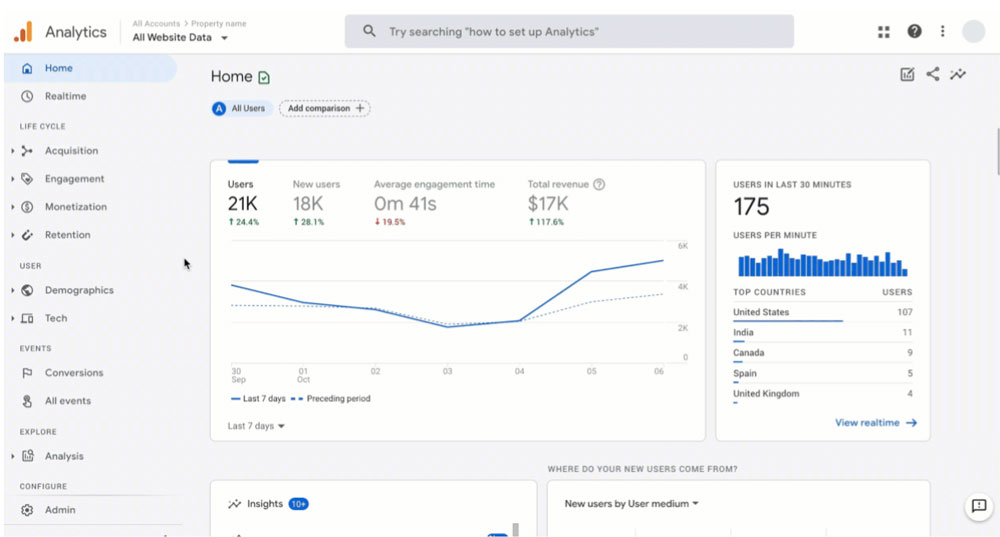 Analytics
All Accounts > Property name
All Website Data
Try searching "how to set up Analytics"
Home
Realtime
LIFE CYCLE
Acquisition
Engagement
Monetization
Retention
USER
Demographics
Tech
EVENTS
Conversions
All events
EXPLORE
Analysis
CONFIGURE
Admin
Home
A All Users
Add comparison +
Users
21K
↑ 24.4%
New users
18K
↑ 28.1%
Average engagement time
0m 41s
↓ 19.5%
Total revenue
$17K
↑ 117.6%
6K
4K
2K
0
30 01 02 03 04 05 06
Sep Oct
Last 7 days Preceding period
Last 7 days
USERS IN LAST 30 MINUTES
175
USERS PER MINUTE
TOP COUNTRIES USERS
United States 107
India 11
Canada 9
Spain 5
United Kingdom 4
View realtime →
WHERE DO YOUR NEW USERS COME FROM?
Insights 10+
New users by User medium